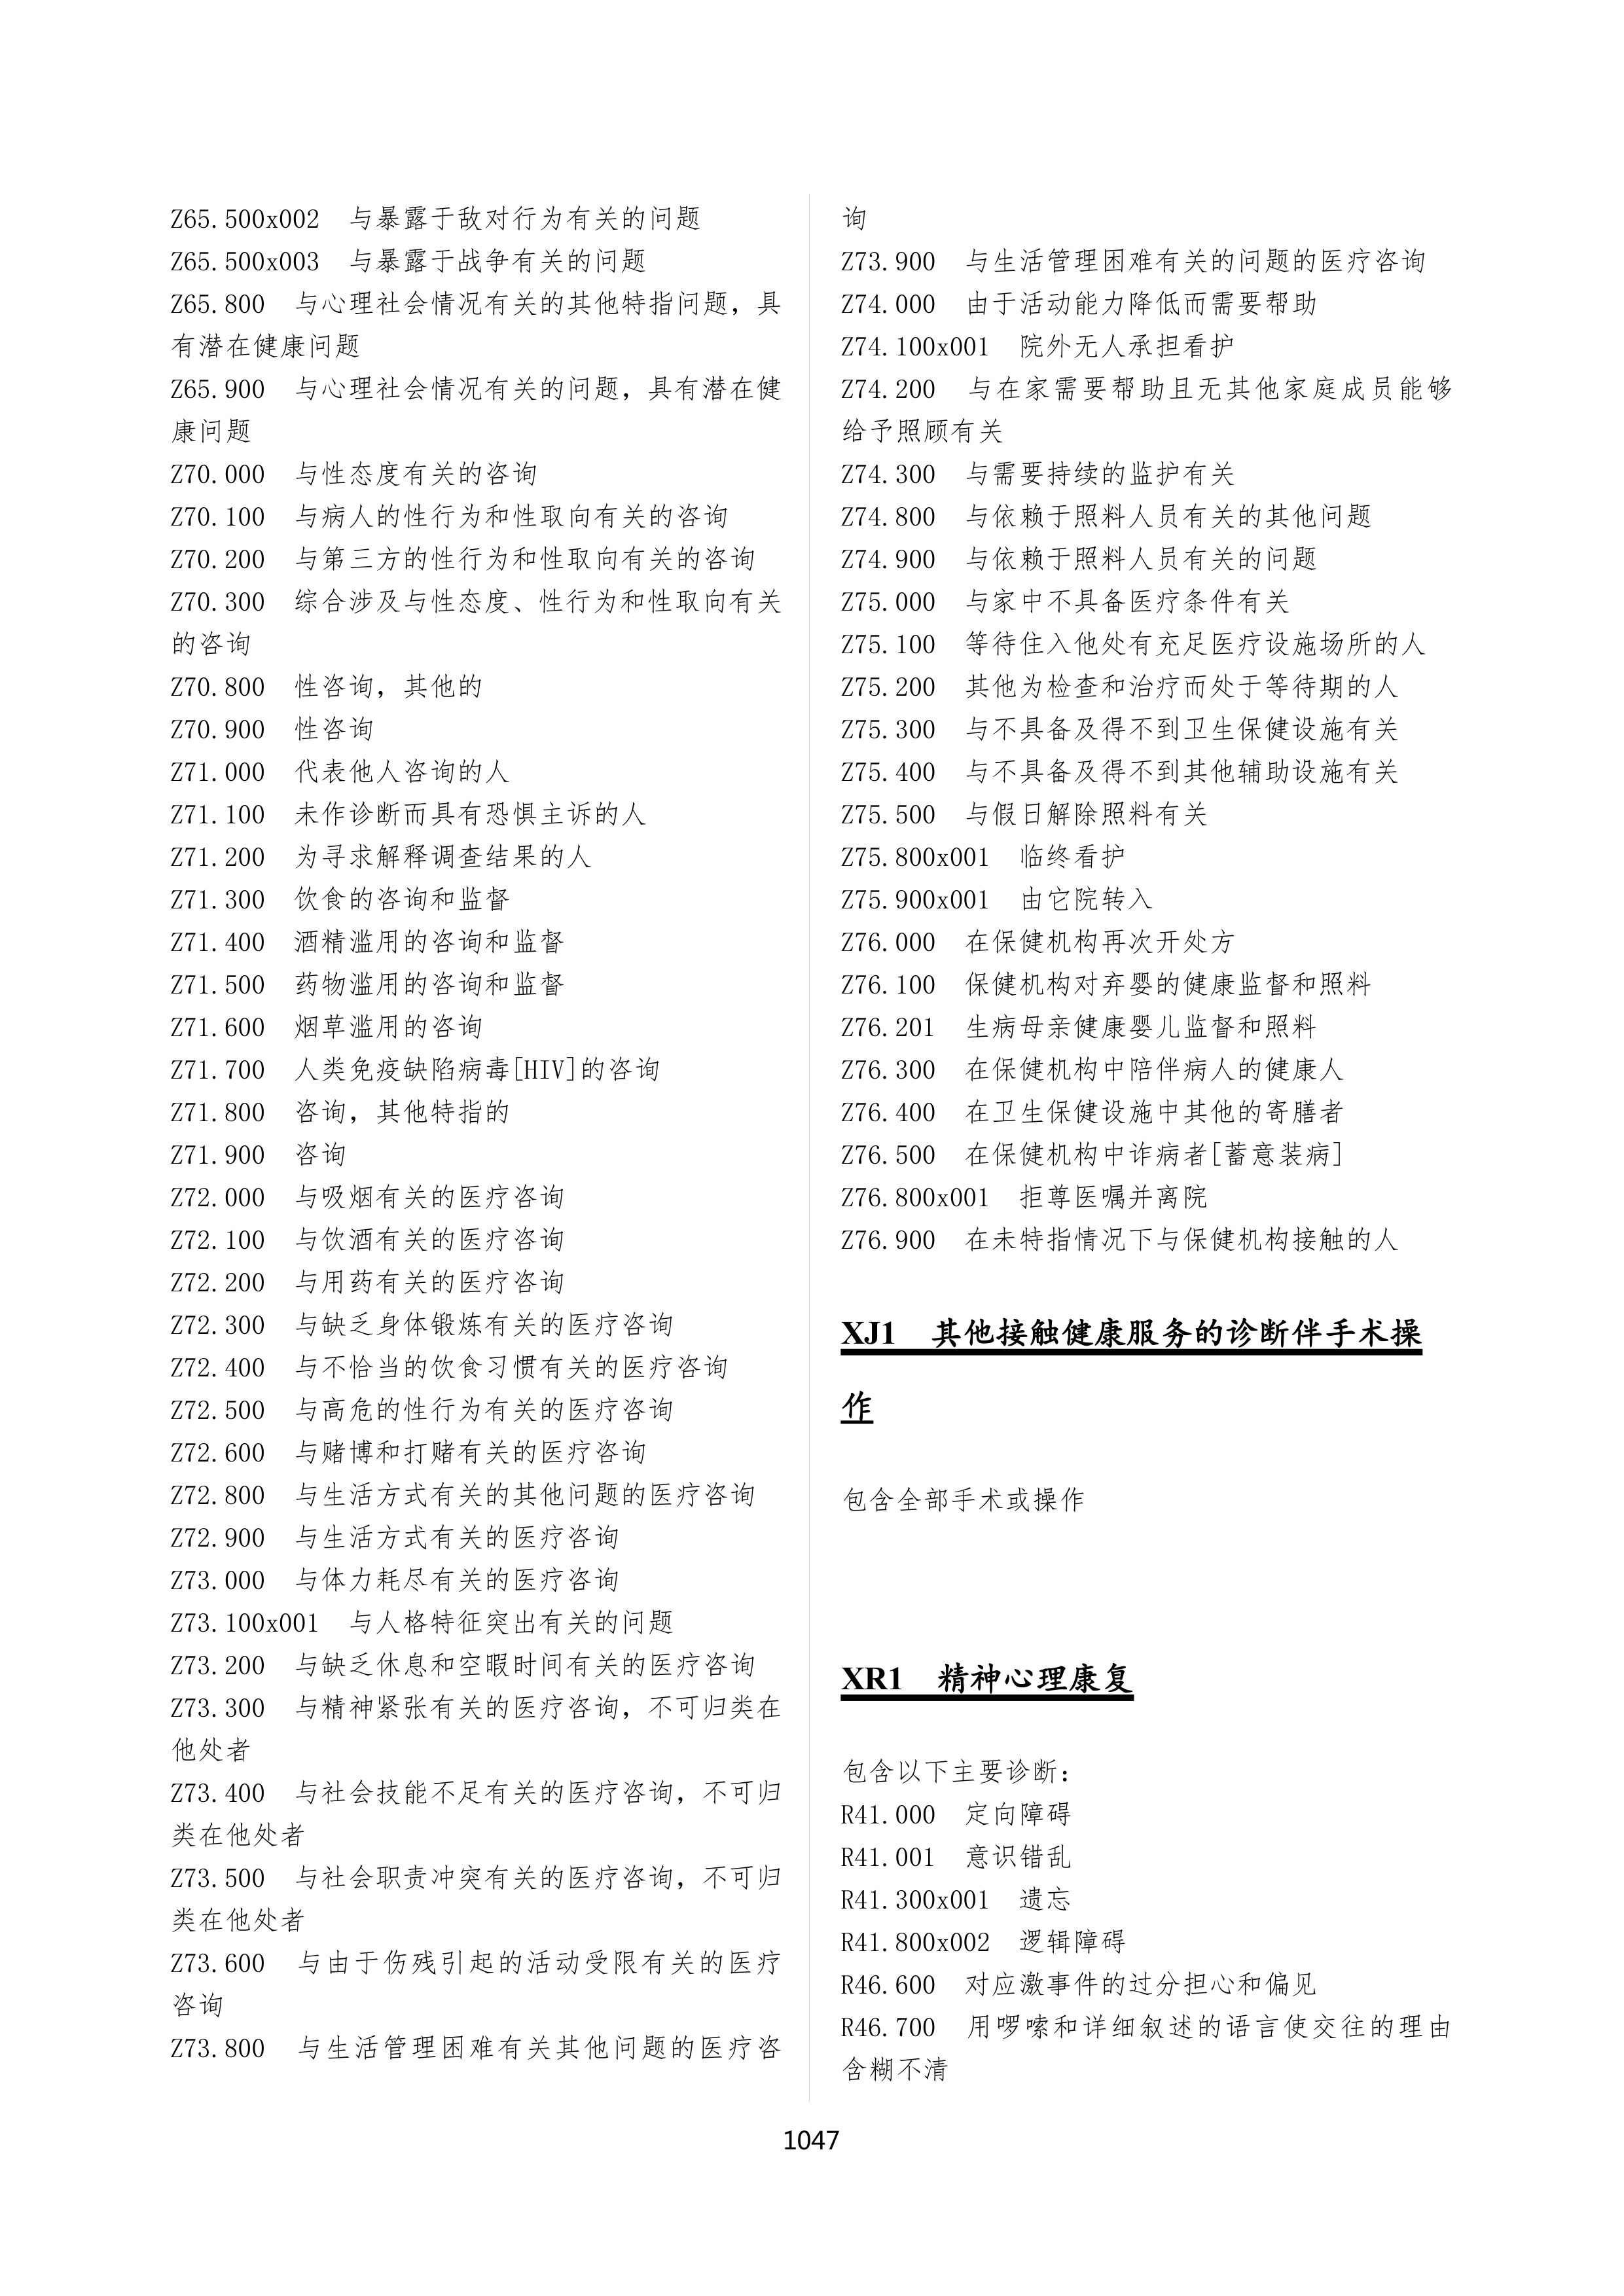 Z65.500x002 与暴露于敌对行为有关的问题
Z65.500x003 与暴露于战争有关的问题
Z65.800 与心理社会情况有关的其他特指问题，具
有潜在健康问题
Z65.900 与心理社会情况有关的问题，具有潜在健
康问题
Z70.000 与性态度有关的咨询
Z70.100 与病人的性行为和性取向有关的咨询
Z70.200 与第三方的性行为和性取向有关的咨询
Z70.300 综合涉及与性态度、性行为和性取向有关
的咨询
Z70.800 性咨询，其他的
Z70.900 性咨询
Z71.000 代表他人咨询的人
Z71.100 未作诊断而具有恐惧主诉的人
Z71.200 为寻求解释调查结果的人
Z71.300 饮食的咨询和监督
Z71.400 酒精滥用的咨询和监督
Z71.500 药物滥用的咨询和监督
Z71.600 烟草滥用的咨询
Z71.700 人类免疫缺陷病毒[HIV]的咨询
Z71.800 咨询，其他特指的
Z71.900 咨询
Z72.000 与吸烟有关的医疗咨询
Z72.100 与饮酒有关的医疗咨询
Z72.200 与用药有关的医疗咨询
Z72.300 与缺乏身体锻炼有关的医疗咨询
Z72.400 与不恰当的饮食习惯有关的医疗咨询
Z72.500 与高危的性行为有关的医疗咨询
Z72.600 与赌博和打赌有关的医疗咨询
Z72.800 与生活方式有关的其他问题的医疗咨询
Z72.900 与生活方式有关的医疗咨询
Z73.000 与体力耗尽有关的医疗咨询
Z73.100x001 与人格特征突出有关的问题
Z73.200 与缺乏休息和空暇时间有关的医疗咨询
Z73.300 与精神紧张有关的医疗咨询，不可归类在
他处者
Z73.400 与社会技能不足有关的医疗咨询，不可归
类在他处者
Z73.500 与社会职责冲突有关的医疗咨询，不可归
类在他处者
Z73.600 与由于伤残引起的活动受限有关的医疗
咨询
Z73.800 与生活管理困难有关其他问题的医疗咨
询
Z73.900 与生活管理困难有关的问题的医疗咨询
Z74.000 由于活动能力降低而需要帮助
Z74.100x001 院外无人承担看护
Z74.200 与在家需要帮助且无其他家庭成员能够
给予照顾有关
Z74.300 与需要持续的监护有关
Z74.800 与依赖于照料人员有关的其他问题
Z74.900 与依赖于照料人员有关的问题
Z75.000 与家中不具备医疗条件有关
Z75.100 等待住入他处有充足医疗设施场所的人
Z75.200 其他为检查和治疗而处于等待期的人
Z75.300 与不具备及得不到卫生保健设施有关
Z75.400 与不具备及得不到其他辅助设施有关
Z75.500 与假日解除照料有关
Z75.800x001 临终看护
Z75.900x001 由它院转入
Z76.000 在保健机构再次开处方
Z76.100 保健机构对弃婴的健康监督和照料
Z76.201 生病母亲健康婴儿监督和照料
Z76.300 在保健机构中陪伴病人的健康人
Z76.400 在卫生保健设施中其他的寄膳者
Z76.500 在保健机构中诈病者[蓄意装病]
Z76.800x001 拒尊医嘱并离院
Z76.900 在未特指情况下与保健机构接触的人
XJ1 其他接触健康服务的诊断伴手术操
作
包含全部手术或操作
XR1 精神心理康复
包含以下主要诊断：
R41.000 定向障碍
R41.001 意识错乱
R41.300x001 遗忘
R41.800x002 逻辑障碍
R46.600 对应激事件的过分担心和偏见
R46.700 用啰嗦和详细叙述的语言使交往的理由
含糊不清
1047